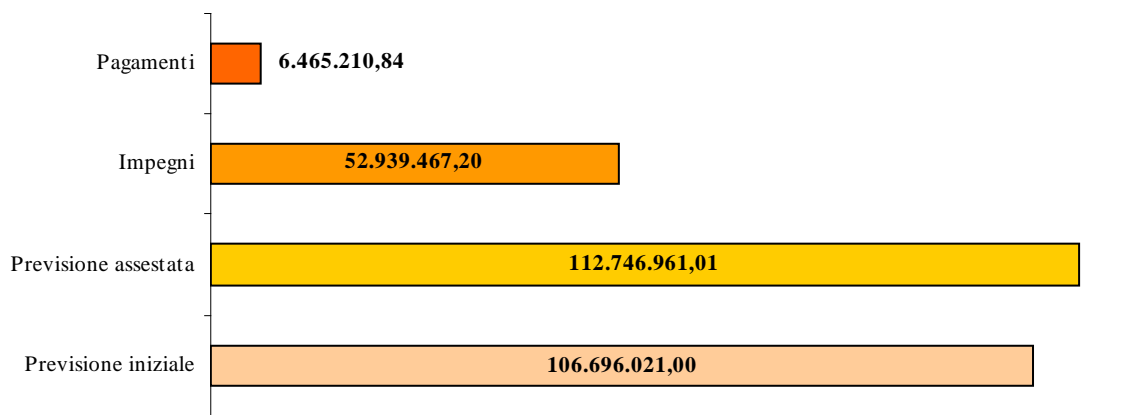 Pagamenti 6.465.210,84
Impegni 52.939.467,20
Previsione assestata 112.746.961,01
Previsione iniziale 106.696.021,00